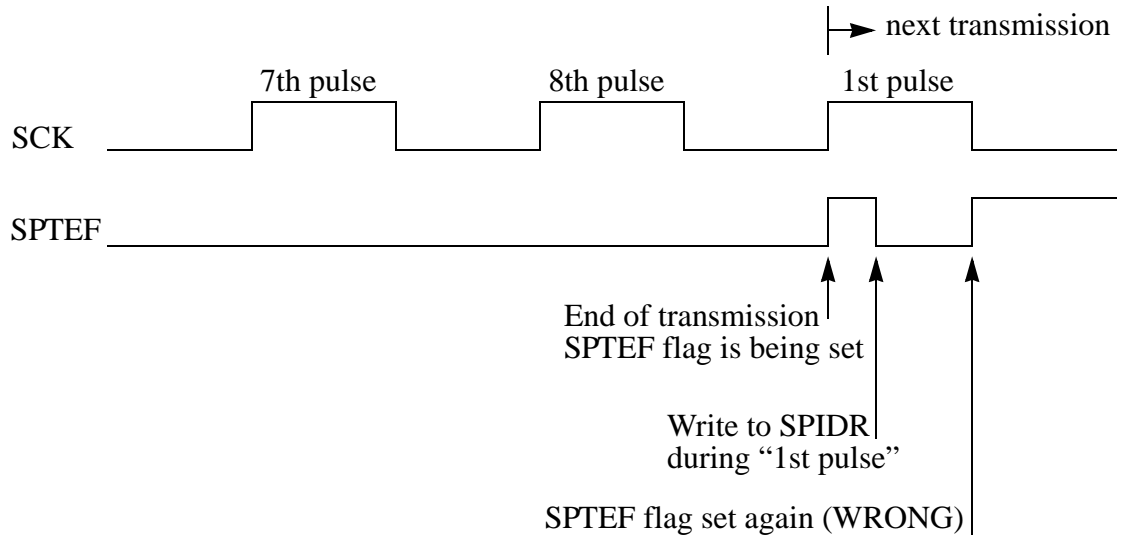 next transmission
7th pulse
8th pulse
1st pulse
SCK
SPTEF
End of transmission
SPTEF flag is being set
Write to SPIDR
during “1st pulse”
SPTEF flag set again (WRONG)